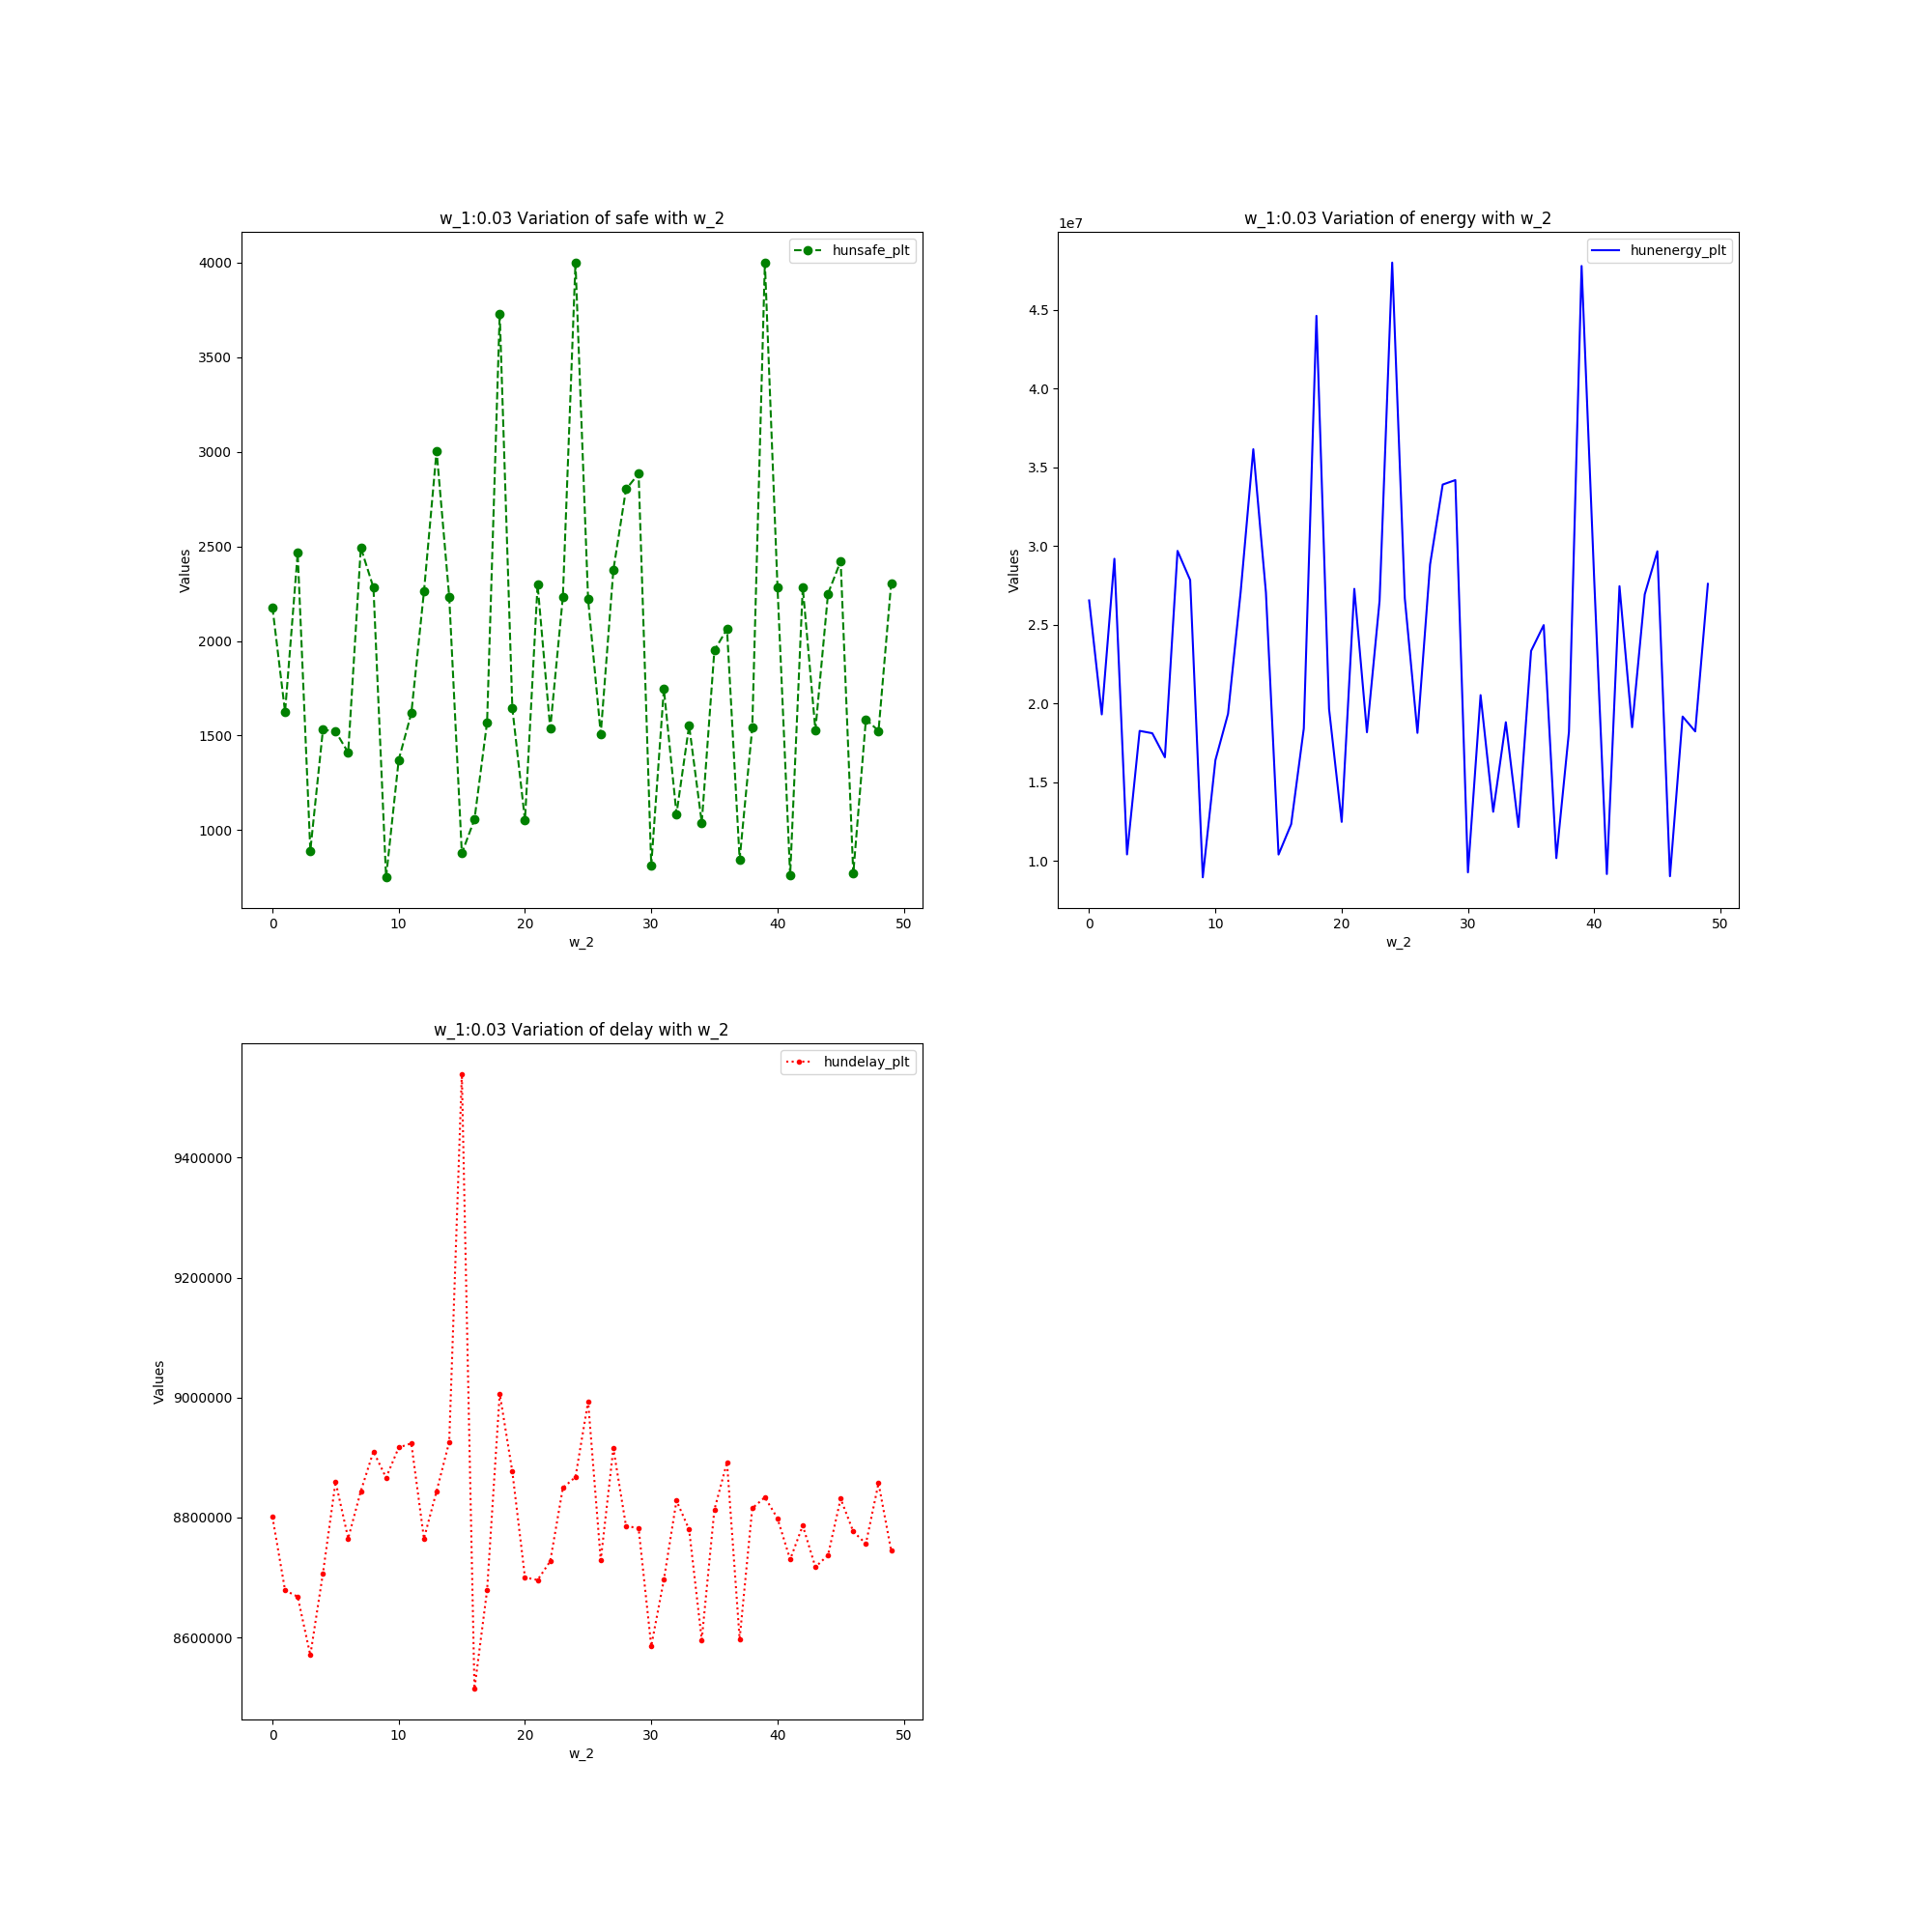 w_1:0.03 Variation of safe with w_2
hunsafe_plt
4000
3500
3000
2500
2000
1500
1000
Values
0 10 20 30 40 50
w_2
w_1:0.03 Variation of energy with w_2
1e7
hunenergy_plt
4.5
4.0
3.5
3.0
2.5
2.0
1.5
1.0
Values
0 10 20 30 40 50
w_2
w_1:0.03 Variation of delay with w_2
hundelay_plt
9400000
9200000
9000000
8800000
8600000
Values
0 10 20 30 40 50
w_2